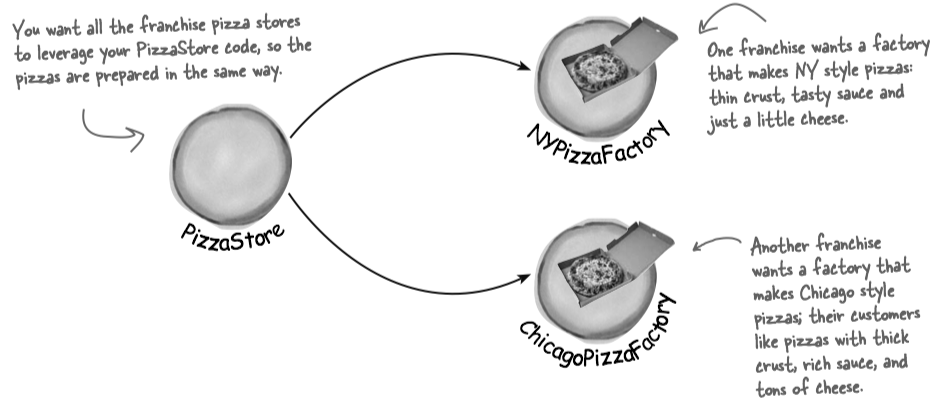 You want all the franchise pizza stores
to leverage your PizzaStore code, so the
pizzas are prepared in the same way.
PizzaStore
NYPizzaFactory
One franchise wants a factory
that makes NY style pizzas:
thin crust, tasty sauce and
just a little cheese.
ChicagoPizzaFactory
Another franchise
wants a factory that
makes Chicago style
pizzas; their customers
like pizzas with thick
crust, rich sauce, and
tons of cheese.